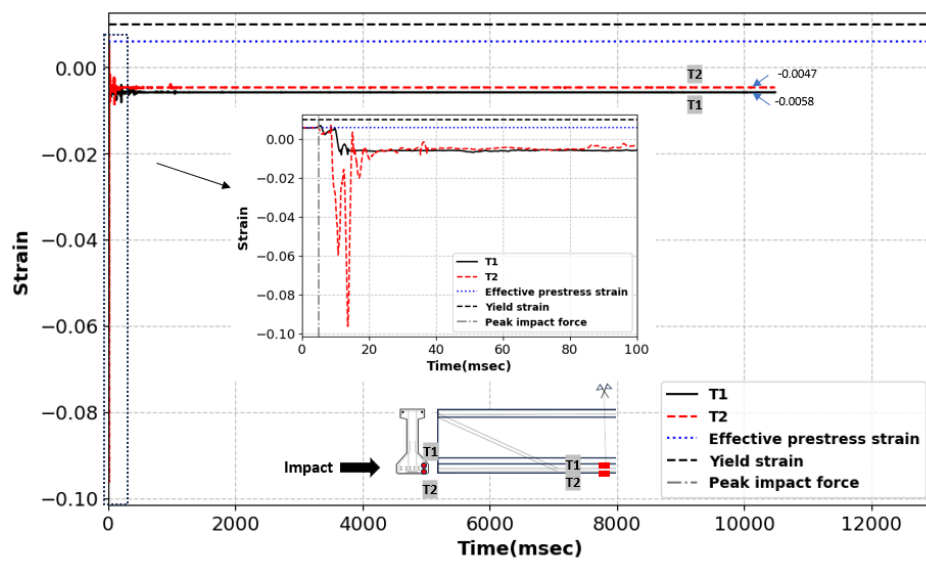 0.00
−0.02
−0.04
−0.06
−0.08
−0.10
Strain
0
2000
4000
6000
8000
10000
12000
Time(msec)
T2
T1
-0.0047
-0.0058
0.00
−0.02
−0.04
−0.06
−0.08
−0.10
Strain
T1
T2
Effective prestress strain
Yield strain
Peak impact force
0
20
40
60
80
100
Time(msec)
Impact
T1
T2
T1
T2
T1
T2
Effective prestress strain
Yield strain
Peak impact force